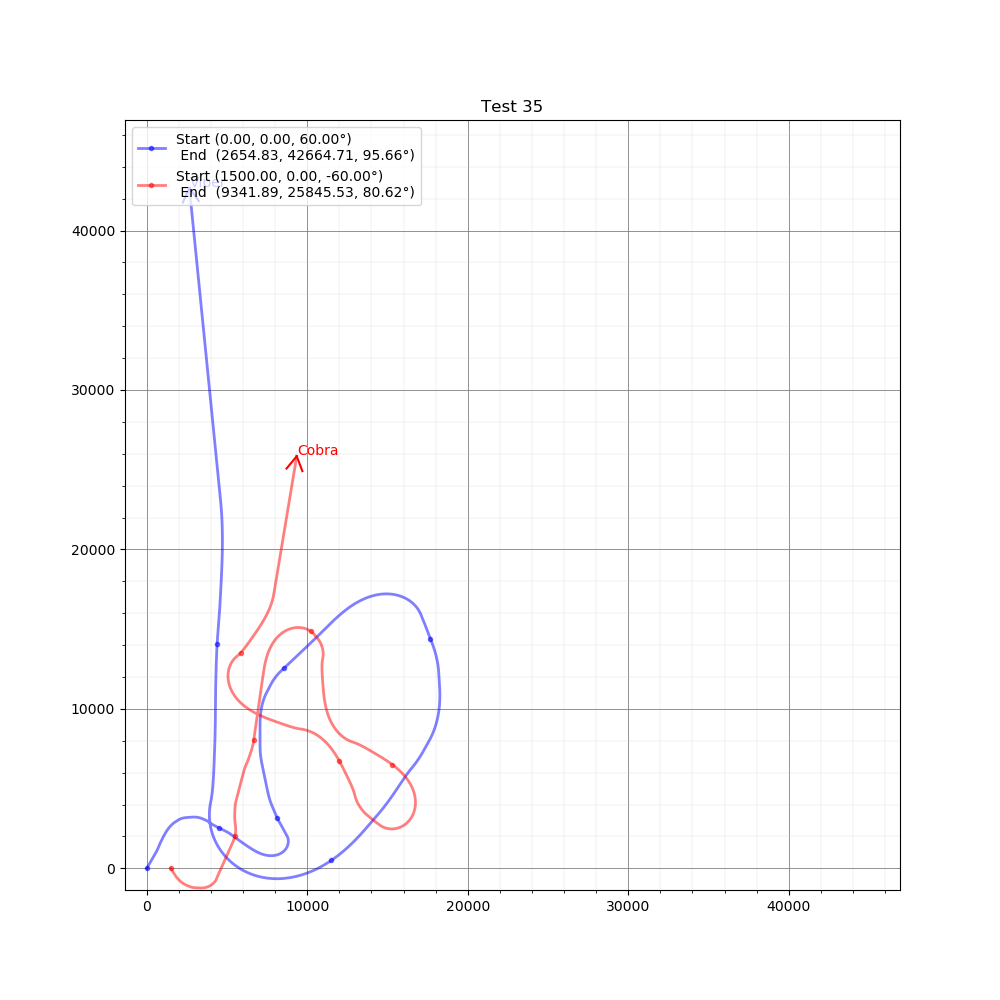 Test 35
Start (0.00, 0.00, 60.00°)
End (2654.83, 42664.71, 95.66°)
Start (1500.00, 0.00, -60.00°)
End (9341.89, 25845.53, 80.62°)
Viper
Cobra
40000
30000
20000
10000
0
0 10000 20000 30000 40000